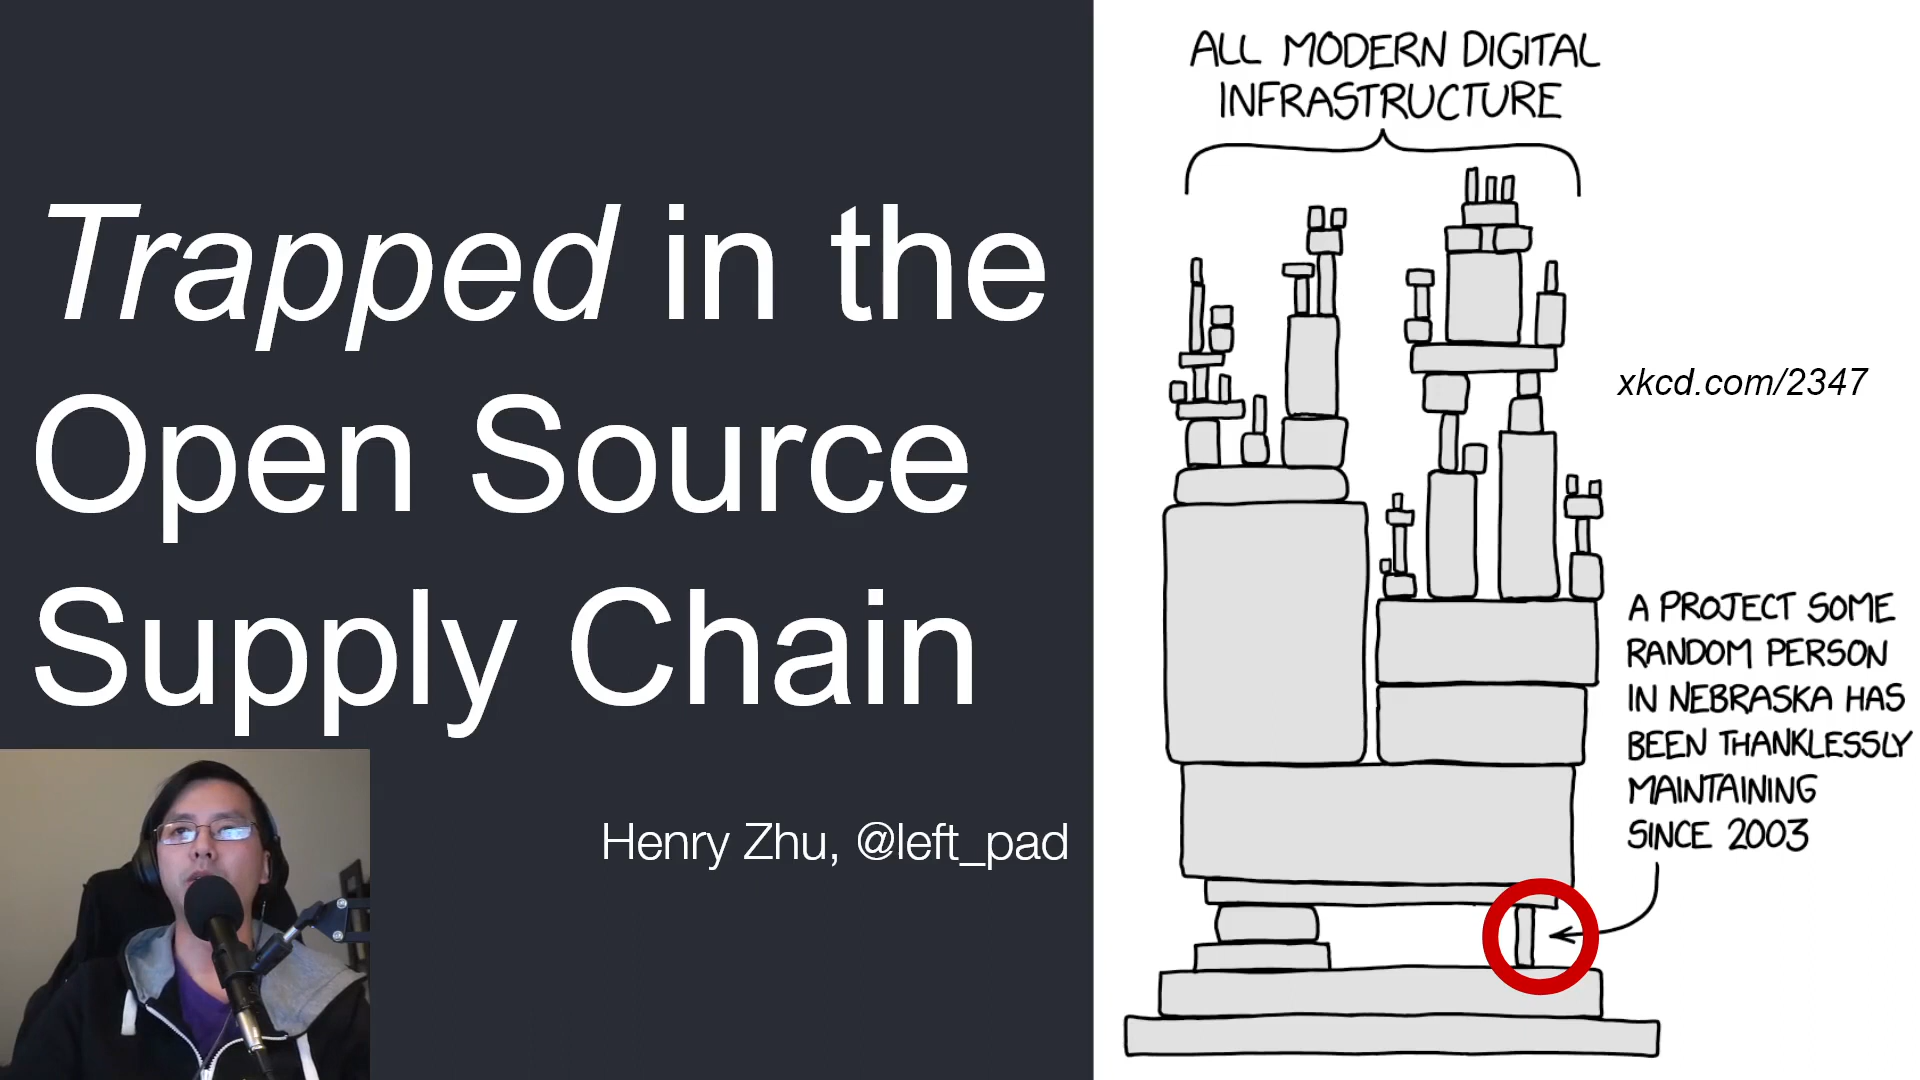 Trapped in the
Open Source
Supply Chain
Henry Zhu, @left_pad
ALL MODERN DIGITAL
INFRASTRUCTURE
xkcd.com/2347
A PROJECT SOME
RANDOM PERSON
IN NEBRASKA HAS
BEEN THANKLESSLY
MAINTAINING
SINCE 2003